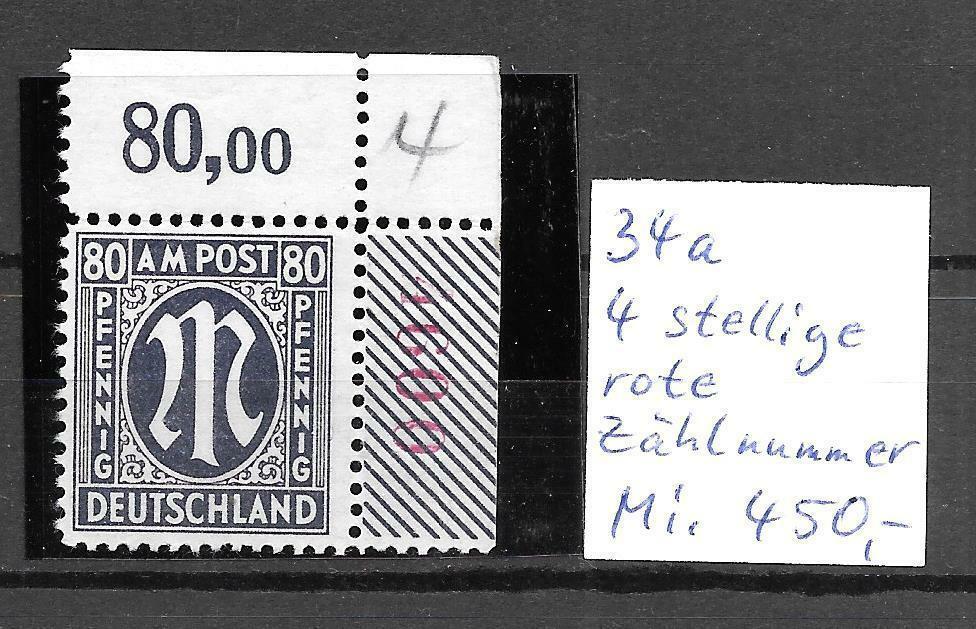 80,00
4
80 AM POST 80
PFENNIG
M
PFENNIG
DEUTSCHLAND
34a
4 stellige
rote
Zählnummer
Mi. 450,-